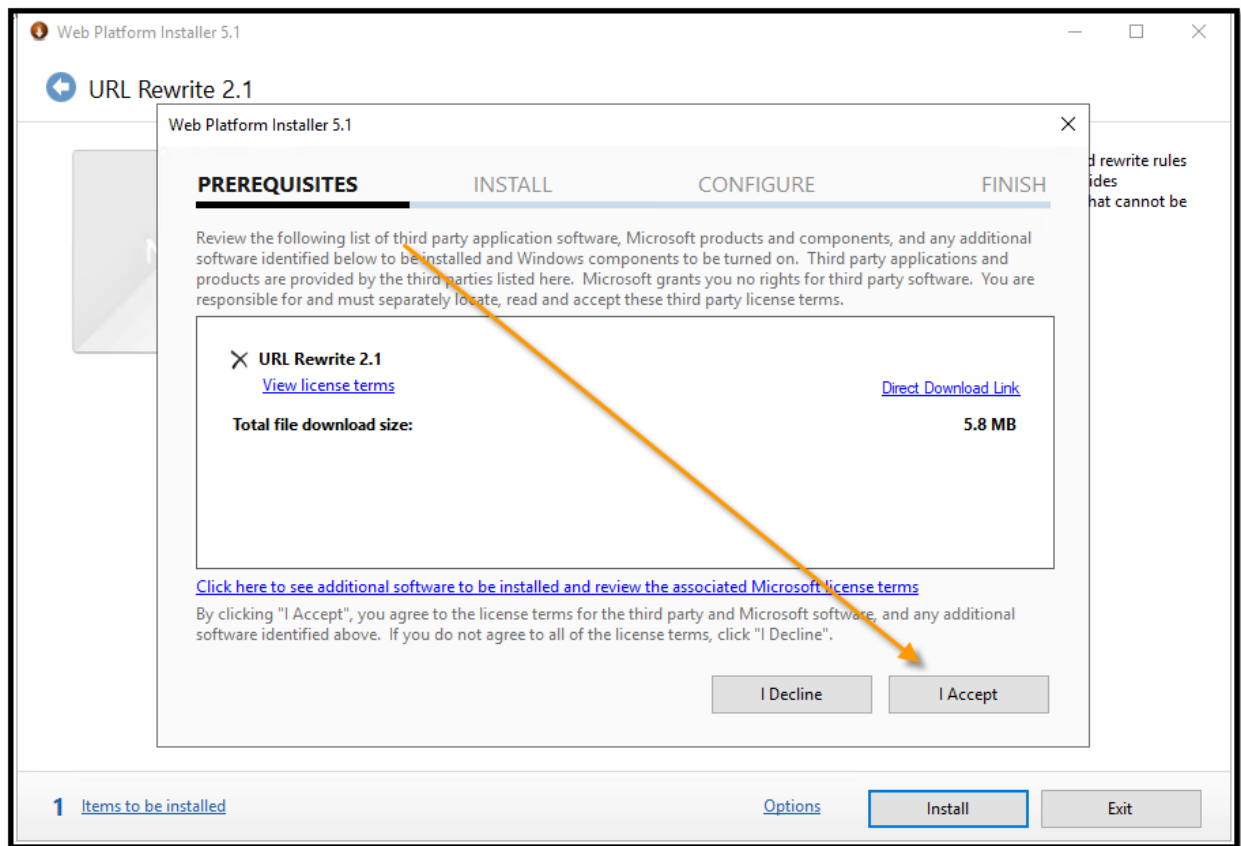 Web Platform Installer 5.1
URL Rewrite 2.1
Web Platform Installer 5.1
d rewrite rules
ides
hat cannot be
PREREQUISITES INSTALL CONFIGURE FINISH
Review the following list of third party application software, Microsoft products and components, and any additional
software identified below to be installed and Windows components to be turned on. Third party applications and
products are provided by the third parties listed here. Microsoft grants you no rights for third party software. You are
responsible for and must separately locate, read and accept these third party license terms.
URL Rewrite 2.1
View license terms
Direct Download Link
Total file download size: 5.8 MB
Click here to see additional software to be installed and review the associated Microsoft license terms
By clicking "I Accept", you agree to the license terms for the third party and Microsoft software, and any additional
software identified above. If you do not agree to all of the license terms, click "I Decline".
I Decline I Accept
1 Items to be installed Options Install Exit